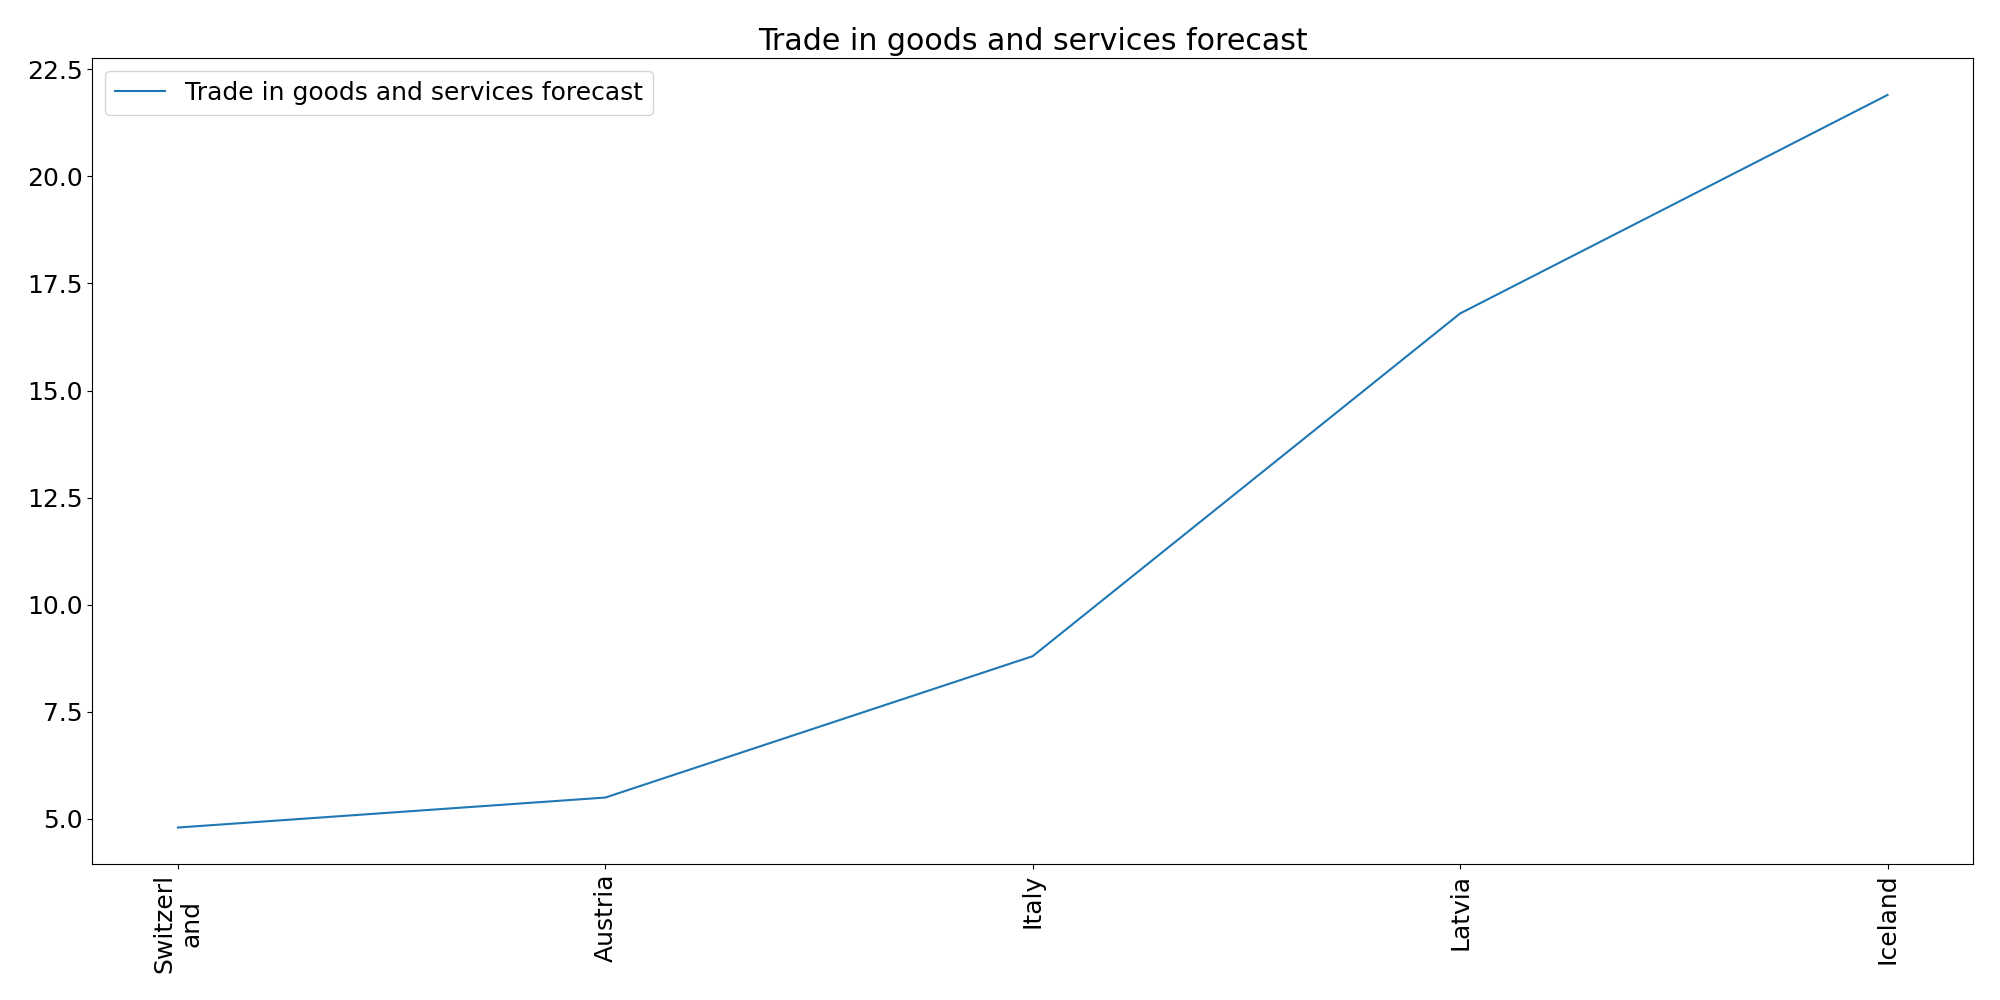 Trade in goods and services forecast
Trade in goods and services forecast
22.5
20.0
17.5
15.0
12.5
10.0
7.5
5.0
Switzerl
and
Austria
Italy
Latvia
Iceland